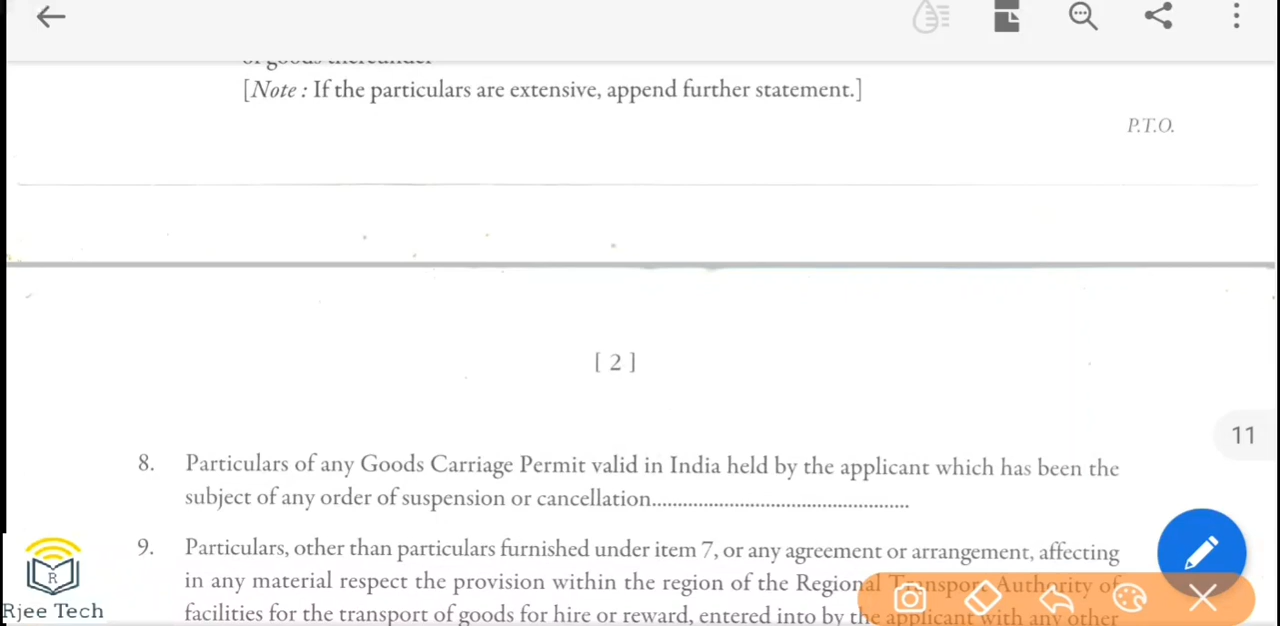 of goods thereunder
[Note : If the particulars are extensive, append further statement.]
P.T.O.
[ 2 ]
11
8. Particulars of any Goods Carriage Permit valid in India held by the applicant which has been the
subject of any order of suspension or cancellation................................................
9. Particulars, other than particulars furnished under item 7, or any agreement or arrangement, affecting
in any material respect the provision within the region of the Regional Transport Authority of
facilities for the transport of goods for hire or reward, entered into by the applicant with any other
R
Rjee Tech